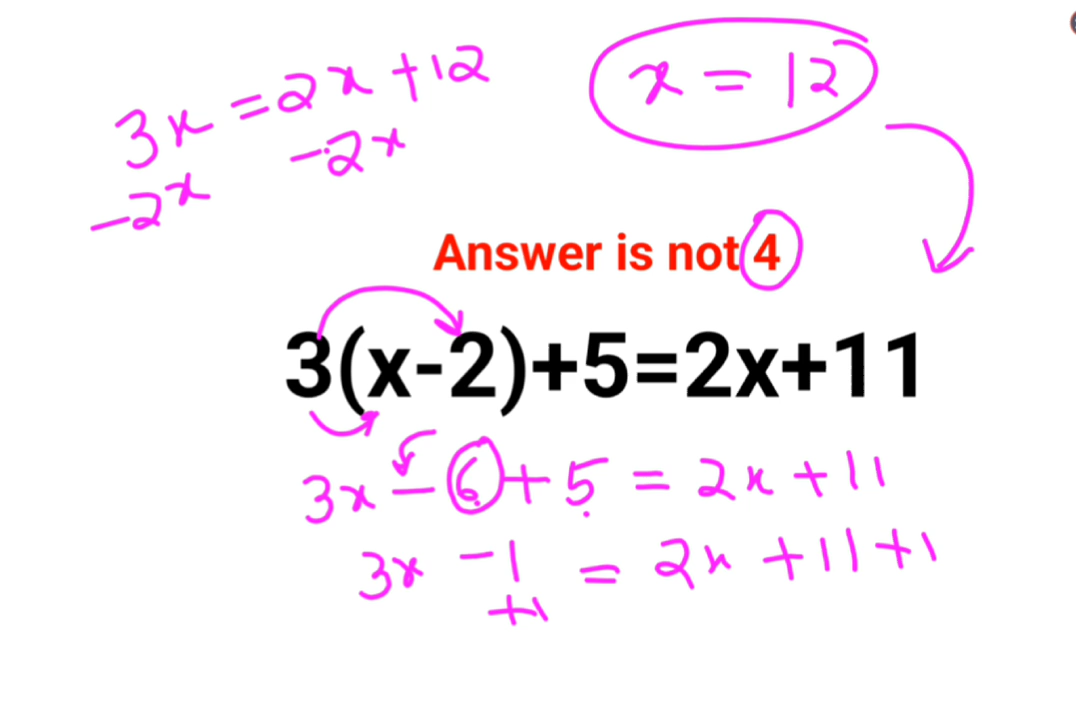 3x = 2x + 12
-2x -2x
x = 12
Answer is not 4
3(x-2)+5=2x+11
3x - 6 + 5 = 2x + 11
3x - 1 = 2x + 11 + 1
+1